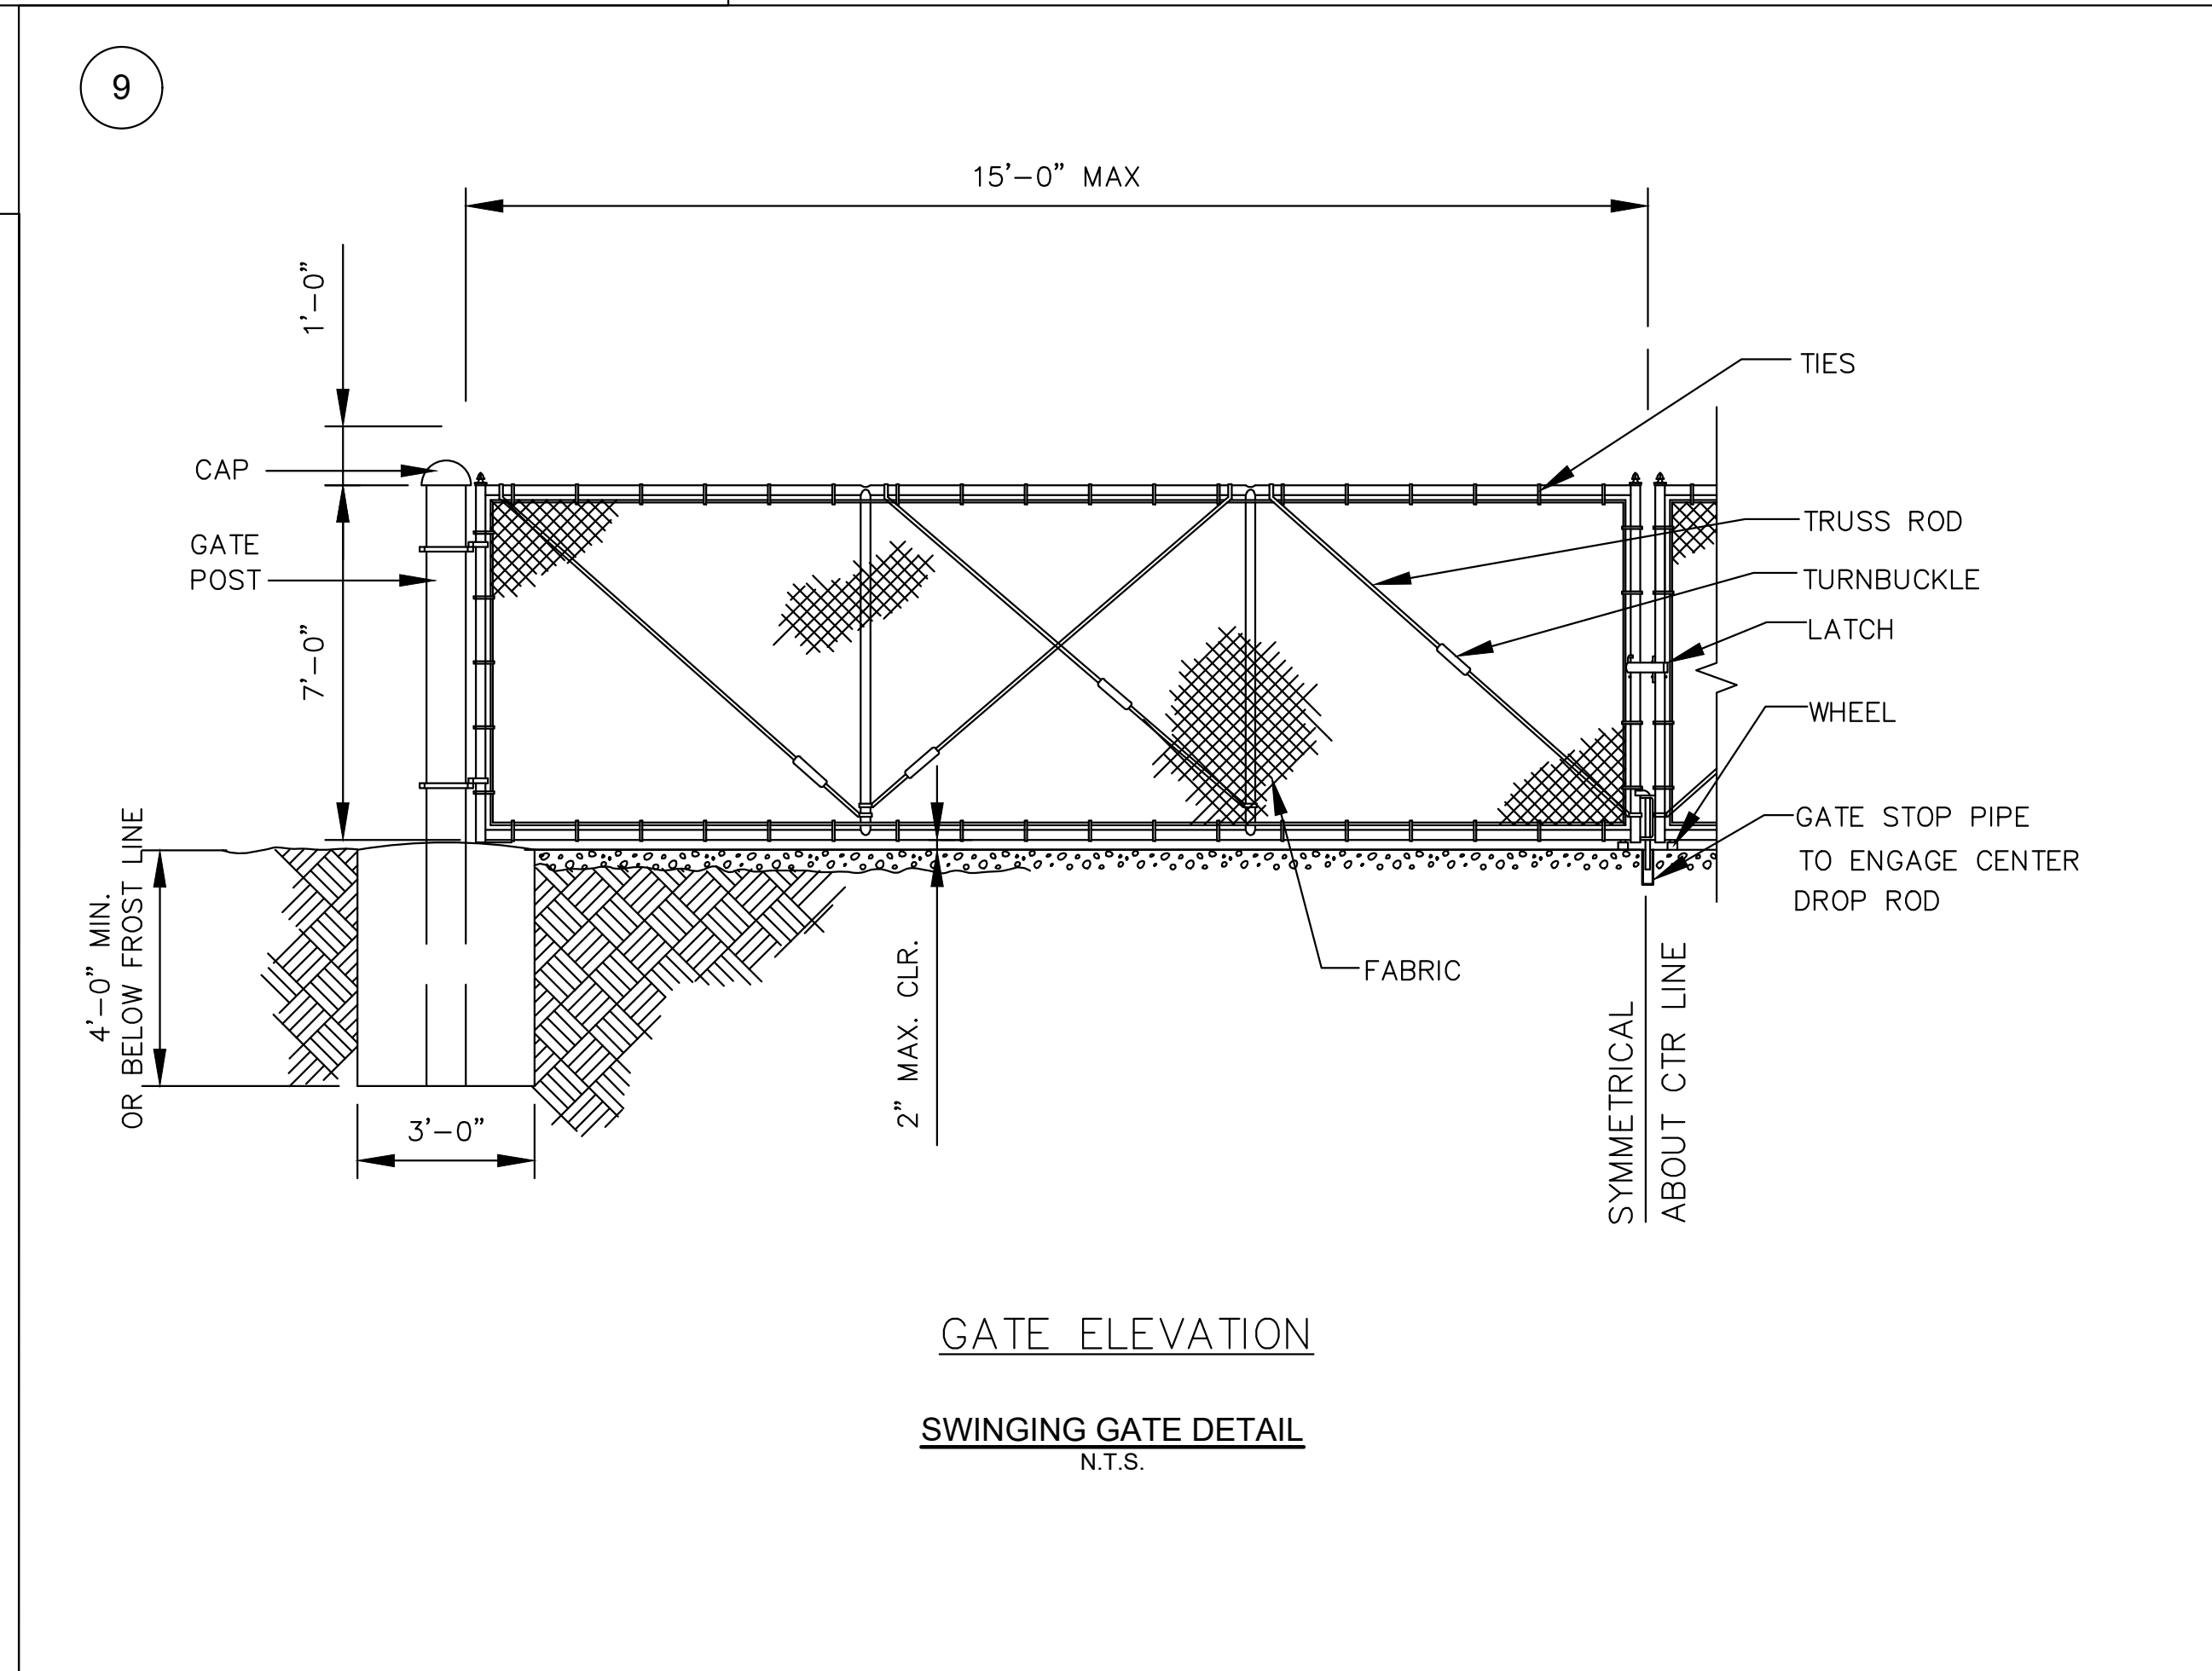 9
15'-0" MAX
1'-0"
TIES
CAP
TRUSS ROD
GATE
POST
TURNBUCKLE
LATCH
7'-0"
WHEEL
GATE STOP PIPE
TO ENGAGE CENTER
DROP ROD
4'-0" MIN.
OR BELOW FROST LINE
2" MAX. CLR.
FABRIC
3'-0"
SYMMETRICAL
ABOUT CTR LINE
GATE ELEVATION
SWINGING GATE DETAIL
N.T.S.